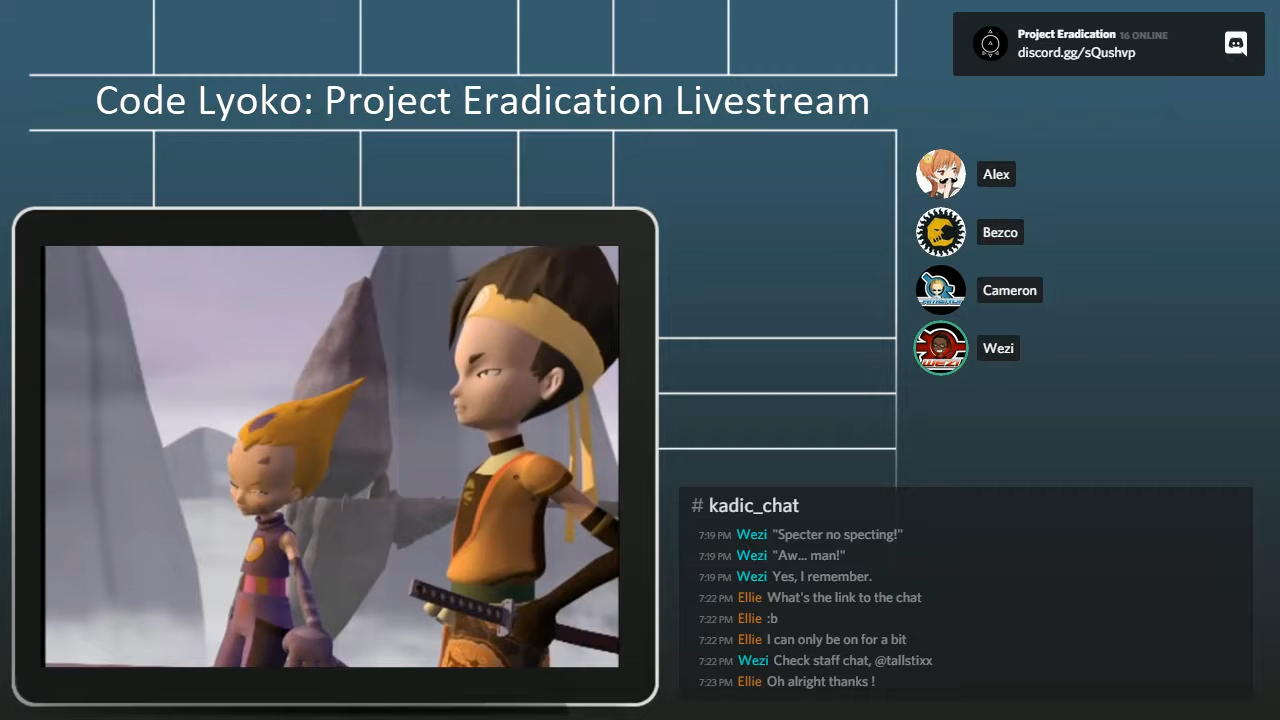 Project Eradication 16 ONLINE
discord.gg/sQushvp
Code Lyoko: Project Eradication Livestream
Alex
Bezco
Cameron
Wezi
WEZI
# kadic_chat
7:19 PM Wezi "Specter no specting!"
7:19 PM Wezi "Aw... man!"
7:19 PM Wezi Yes, I remember.
7:22 PM Ellie What's the link to the chat
7:22 PM Ellie :b
7:22 PM Ellie I can only be on for a bit
7:22 PM Wezi Check staff chat, @tallstixx
7:23 PM Ellie Oh alright thanks !